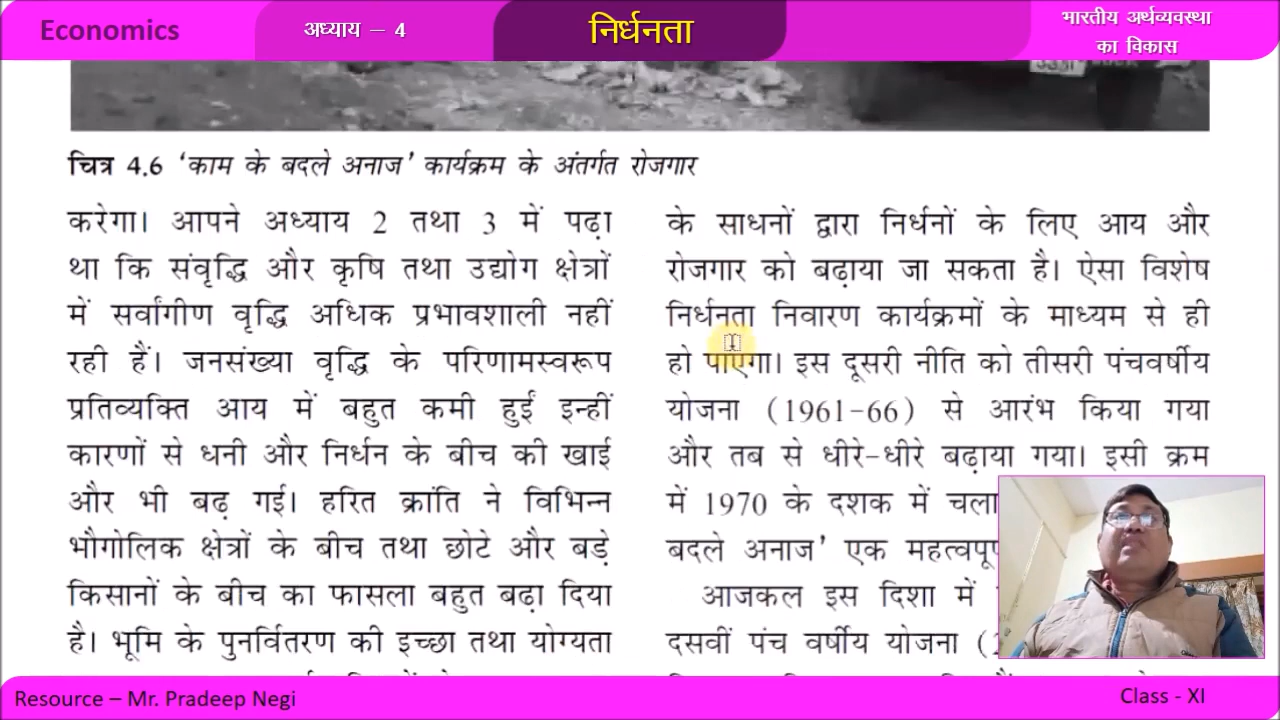 Economics
अध्याय – 4
निर्धनता
भारतीय अर्थव्यवस्था
का विकास
चित्र 4.6 ‘काम के बदले अनाज’ कार्यक्रम के अंतर्गत रोजगार
करेगा। आपने अध्याय 2 तथा 3 में पढ़ा
था कि संवृद्धि और कृषि तथा उद्योग क्षेत्रों
में सर्वांगीण वृद्धि अधिक प्रभावशाली नहीं
रही हैं। जनसंख्या वृद्धि के परिणामस्वरूप
प्रतिव्यक्ति आय में बहुत कमी हुई इन्हीं
कारणों से धनी और निर्धन के बीच की खाई
और भी बढ़ गई। हरित क्रांति ने विभिन्न
भौगोलिक क्षेत्रों के बीच तथा छोटे और बड़े
किसानों के बीच का फासला बहुत बढ़ा दिया
है। भूमि के पुनर्वितरण की इच्छा तथा योग्यता
के साधनों द्वारा निर्धनों के लिए आय और
रोजगार को बढ़ाया जा सकता है। ऐसा विशेष
निर्धनता निवारण कार्यक्रमों के माध्यम से ही
हो पाएगा। इस दूसरी नीति को तीसरी पंचवर्षीय
योजना (1961-66) से आरंभ किया गया
और तब से धीरे-धीरे बढ़ाया गया। इसी क्रम
में 1970 के दशक में चला
बदले अनाज’ एक महत्वपूर्
आजकल इस दिशा में
दसवीं पंच वर्षीय योजना (
Resource – Mr. Pradeep Negi
Class - XI